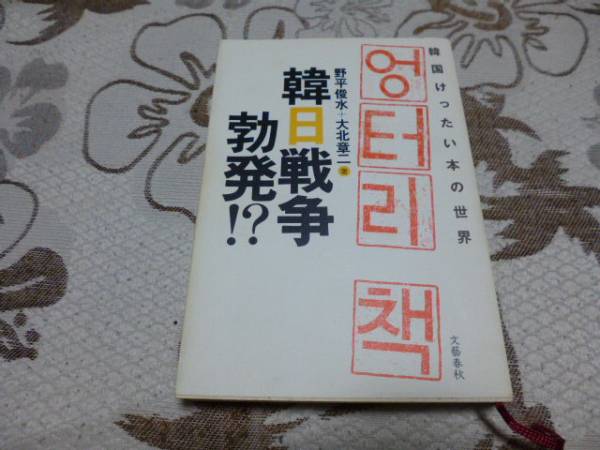 韓国けったい本の世界
엉터리 책
野平俊水+大北章二 著
韓日戦争
勃発!?
文藝春秋